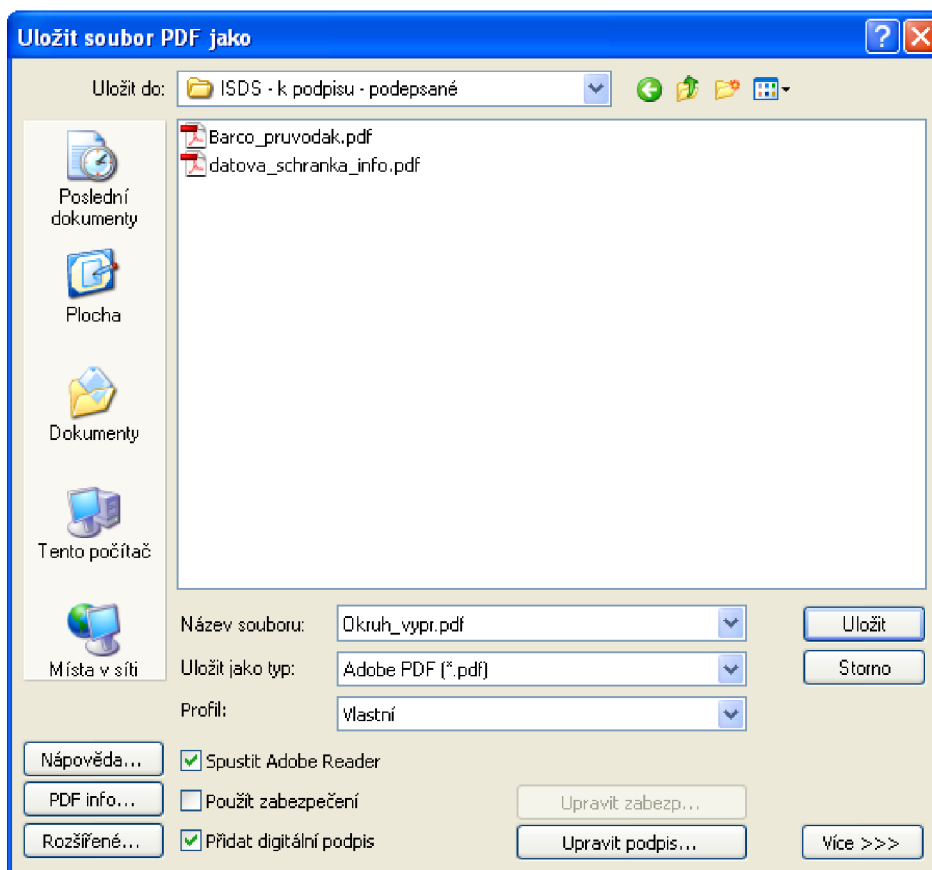 Uložit soubor PDF jako
Uložit do: ISDS - k podpisu - podepsané
Barco_pruvodak.pdf
datova_schranka_info.pdf
Poslední
dokumenty
Plocha
Dokumenty
Tento počítač
Místa v síti
Název souboru: Okruh_vypr.pdf Uložit
Uložit jako typ: Adobe PDF (*.pdf) Storno
Profil: Vlastní
Nápověda... Spustit Adobe Reader
PDF info... Použít zabezpečení Upravit zabezp...
Rozšířené... Přidat digitální podpis Upravit podpis... Více >>>